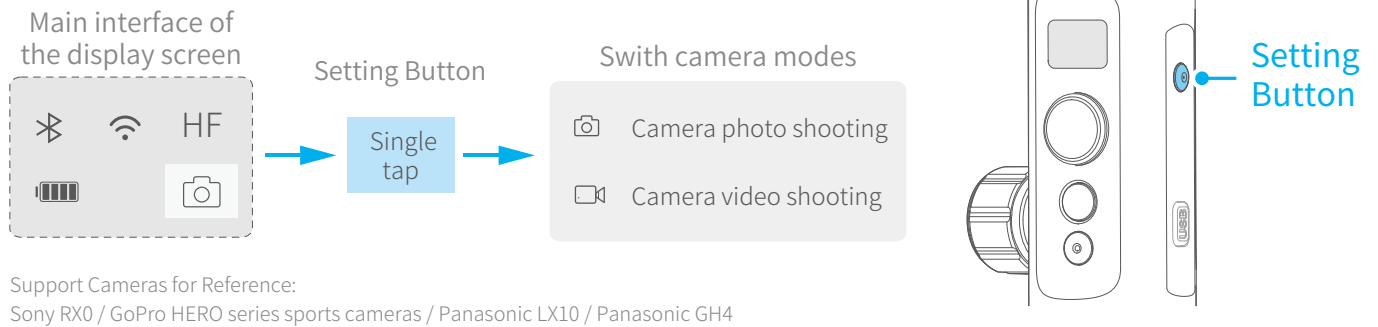 Main interface of
the display screen
HF
Setting Button
Single
tap
Swith camera modes
Camera photo shooting
Camera video shooting
USB
Setting
Button
Support Cameras for Reference:
Sony RX0 / GoPro HERO series sports cameras / Panasonic LX10 / Panasonic GH4